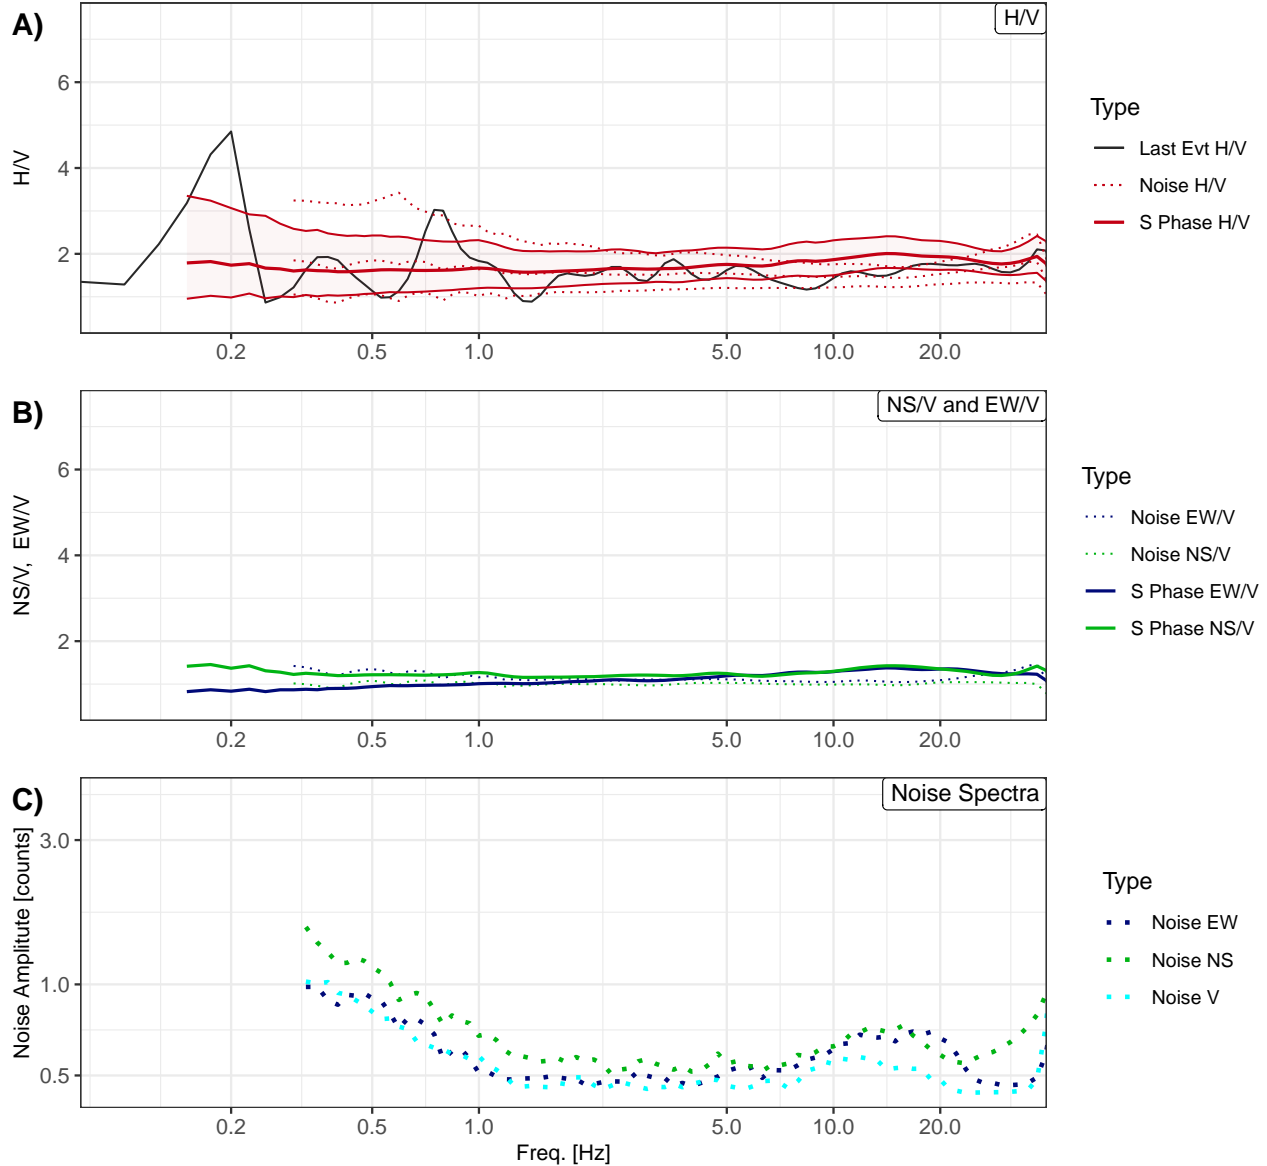 A)
H/V
6
4
2
H/V
0.2 0.5 1.0 5.0 10.0 20.0
Type
Last Evt H/V
Noise H/V
S Phase H/V
B)
NS/V and EW/V
6
4
2
NS/V, EW/V
0.2 0.5 1.0 5.0 10.0 20.0
Type
Noise EW/V
Noise NS/V
S Phase EW/V
S Phase NS/V
C)
Noise Spectra
3.0
1.0
0.5
Noise Amplitute [counts]
0.2 0.5 1.0 5.0 10.0 20.0
Freq. [Hz]
Type
Noise EW
Noise NS
Noise V